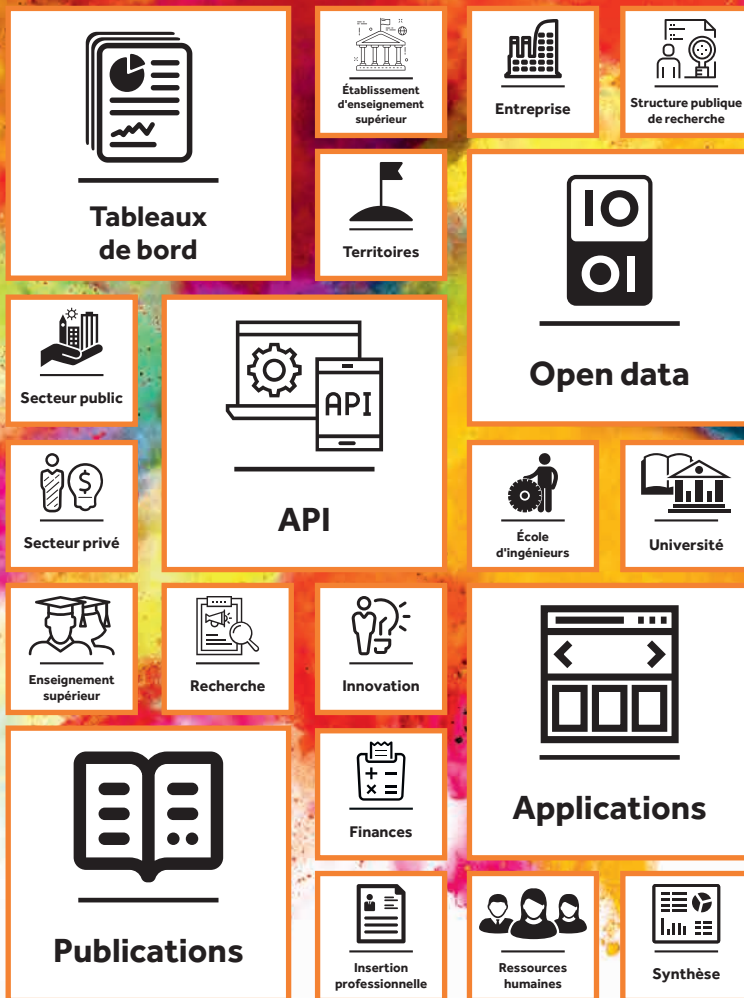 Tableaux
de bord
Établissement
d'enseignement
supérieur
Entreprise
Structure publique
de recherche
Territoires
IO
OI
Open data
Secteur public
API
API
Secteur privé
École
d'ingénieurs
Université
Enseignement
supérieur
Recherche
Innovation
Applications
Publications
Finances
Insertion
professionnelle
Ressources
humaines
Synthèse